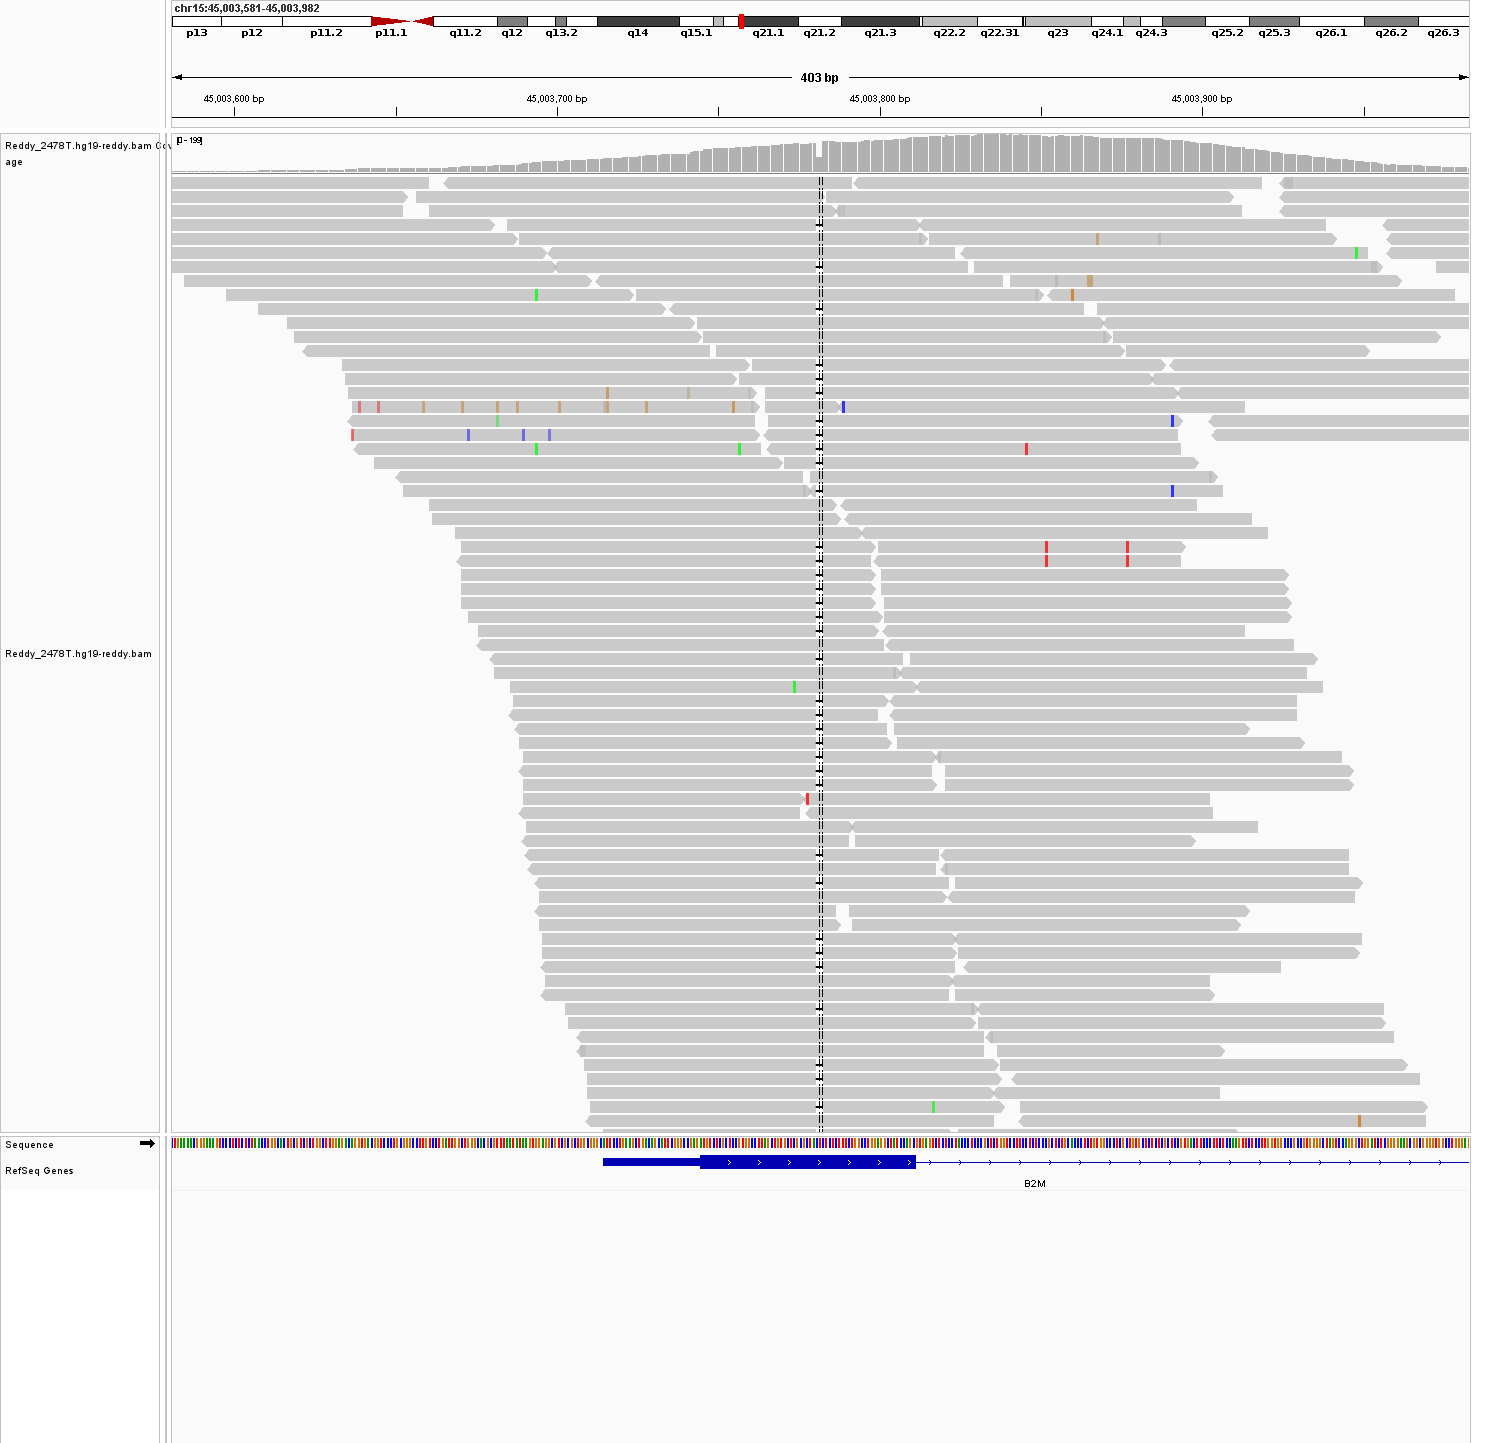 chr15:45,003,581-45,003,982
p13 p12 p11.2 p11.1 q11.2 q12 q13.2 q14 q15.1 q21.1 q21.2 q21.3 q22.2 q22.31 q23 q24.1 q24.3 q25.2 q25.3 q26.1 q26.2 q26.3
403 bp
45,003,600 bp 45,003,700 bp 45,003,800 bp 45,003,900 bp
[0 - 199]
Reddy_2478T.hg19-reddy.bam Cov
age
Reddy_2478T.hg19-reddy.bam
Sequence
RefSeq Genes
B2M